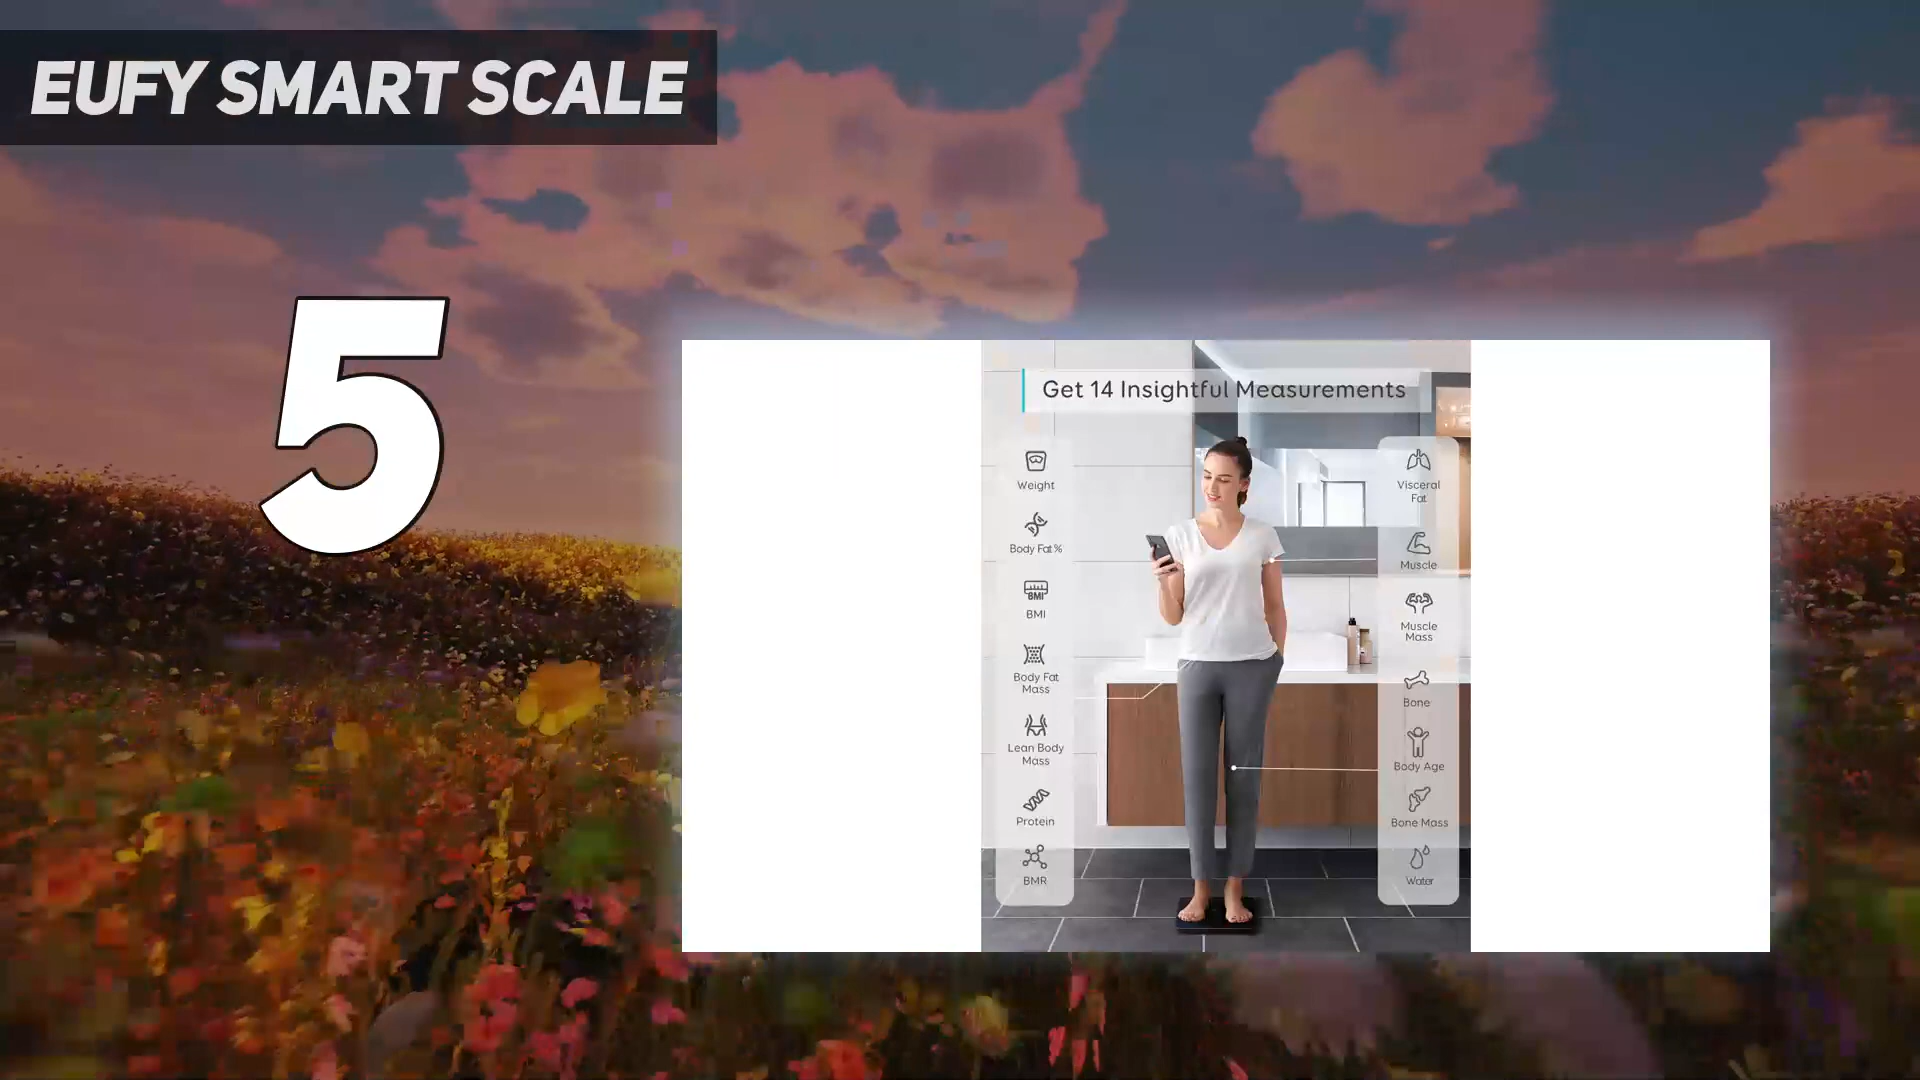 EUFY SMART SCALE
5
Get 14 Insightful Measurements
Weight
Body Fat%
BMI
BMI
Body Fat
Mass
Lean Body
Mass
Protein
BMR
Visceral
Fat
Muscle
Muscle
Mass
Bone
Body Age
Bone Mass
Water